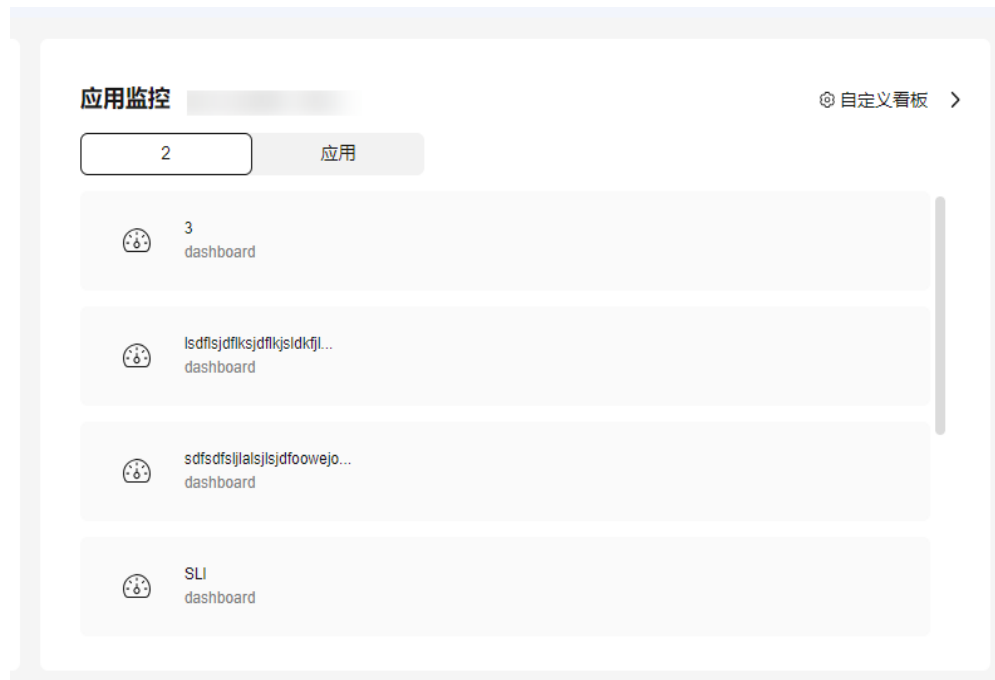 应用监控
自定义看板
2
应用
3
dashboard
lsdflsjdflksjdflkjsldkfjl...
dashboard
sdfsdfsljlalsjlsjdfoowejo...
dashboard
SLI
dashboard